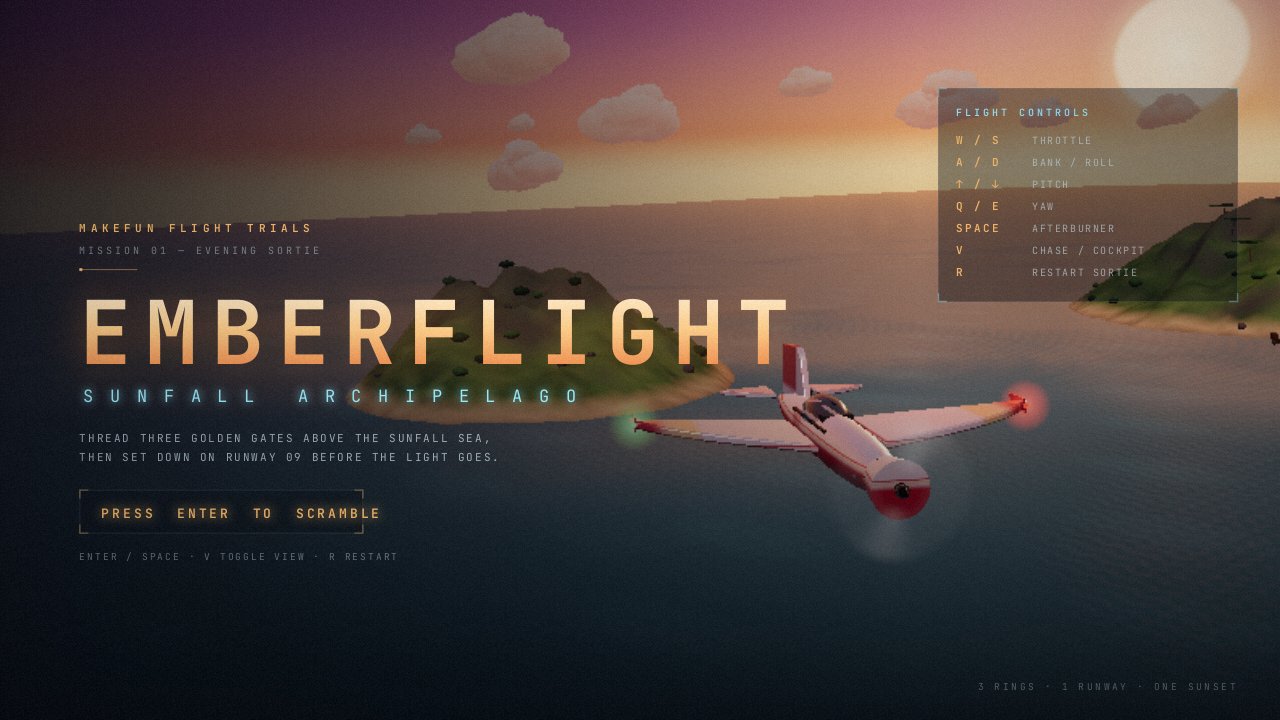 MAKEFUN FLIGHT TRIALS
MISSION 01 — EVENING SORTIE
EMBERFLIGHT
SUNFALL ARCHIPELAGO
THREAD THREE GOLDEN GATES ABOVE THE SUNFALL SEA,
THEN SET DOWN ON RUNWAY 09 BEFORE THE LIGHT GOES.
PRESS ENTER TO SCRAMBLE
ENTER / SPACE · V TOGGLE VIEW · R RESTART
FLIGHT CONTROLS
W / S THROTTLE
A / D BANK / ROLL
↑ / ↓ PITCH
Q / E YAW
SPACE AFTERBURNER
V CHASE / COCKPIT
R RESTART SORTIE
3 RINGS · 1 RUNWAY · ONE SUNSET